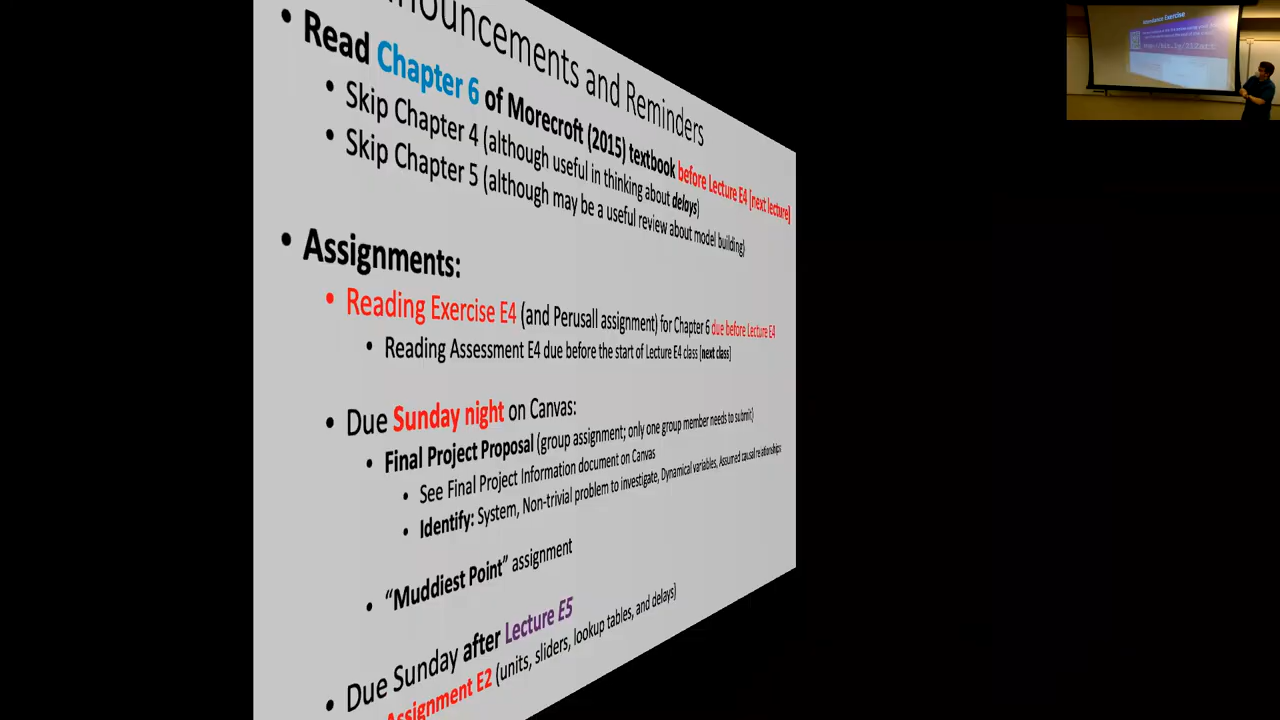 nouncements and Reminders
• Read Chapter 6 of Morecroft (2015) textbook before Lecture E4 [next lecture]
• Skip Chapter 4 (although useful in thinking about delays)
• Skip Chapter 5 (although may be a useful review about model building)
• Assignments:
• Reading Exercise E4 (and Perusall assignment) for Chapter 6 due before Lecture E4
• Reading Assessment E4 due before the start of Lecture E4 class [next class]
• Due Sunday night on Canvas:
• Final Project Proposal (group assignment; only one group member needs to submit)
• See Final Project Information document on Canvas
• Identify: System, Non-trivial problem to investigate, Dynamical variables, Assumed causal relationships
• “Muddiest Point” assignment
• Due Sunday after Lecture E5
Assignment E2 (units, sliders, lookup tables, and delays)
Attendance Exercise